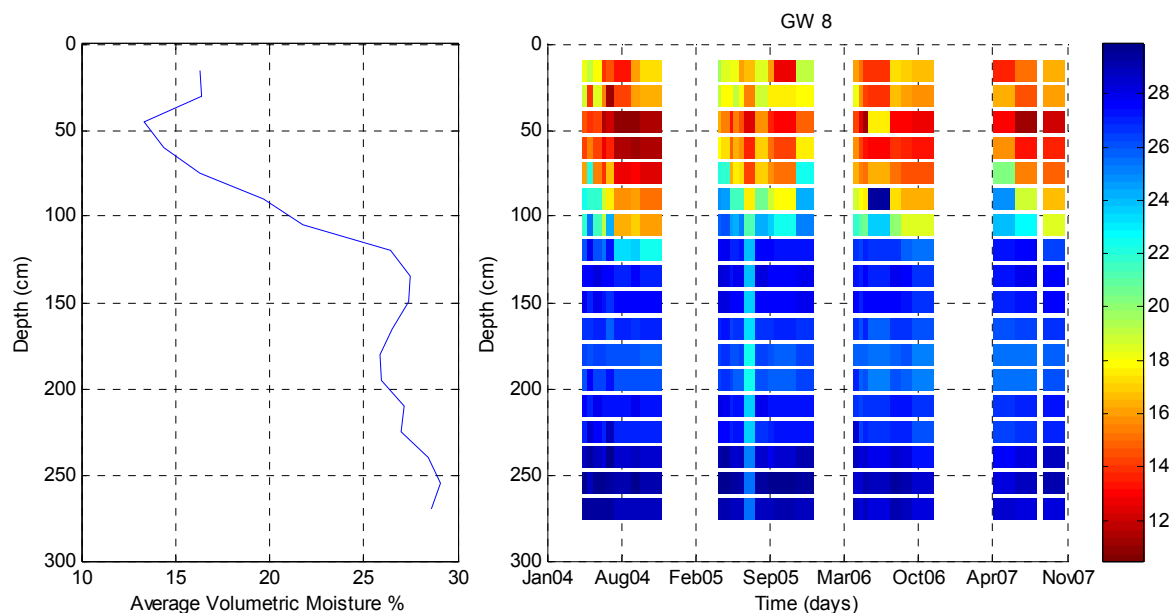 GW 8
0
50
100
150
200
250
300
Depth (cm)
10
15
20
25
30
Average Volumetric Moisture %
0
50
100
150
200
250
300
Depth (cm)
Jan04
Aug04
Feb05
Sep05
Mar06
Oct06
Apr07
Nov07
Time (days)
28
26
24
22
20
18
16
14
12